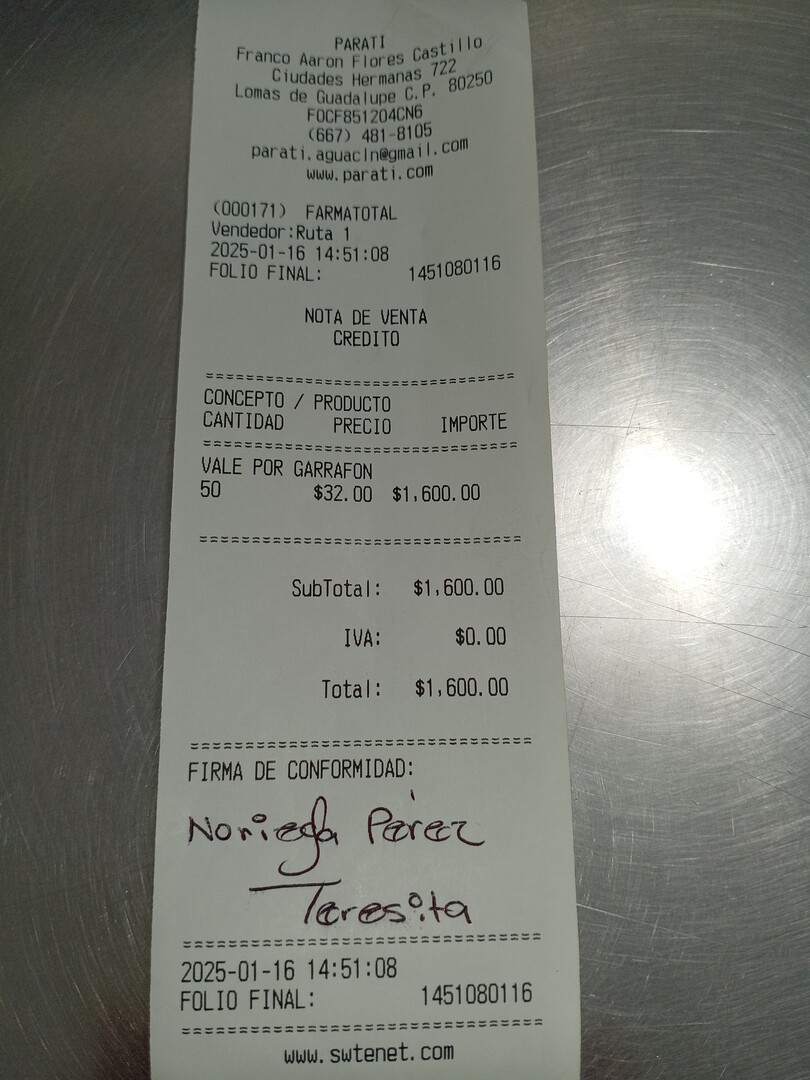 PARATI
Franco Aaron Flores Castillo
Ciudades Hermanas 722
Lomas de Guadalupe C.P. 80250
FOCF851204CN6
(667) 481-8105
parati.aguacln@gmail.com
www.parati.com
(000171) FARMATOTAL
Vendedor:Ruta 1
2025-01-16 14:51:08
FOLIO FINAL: 1451080116
NOTA DE VENTA
CREDITO
================================
CONCEPTO / PRODUCTO
CANTIDAD PRECIO IMPORTE
================================
VALE POR GARRAFON
50 $32.00 $1,600.00
================================
SubTotal: $1,600.00
IVA: $0.00
Total: $1,600.00
================================
FIRMA DE CONFORMIDAD:
Noriega Pérez
Teresita
================================
2025-01-16 14:51:08
FOLIO FINAL: 1451080116
================================
www.swtenet.com